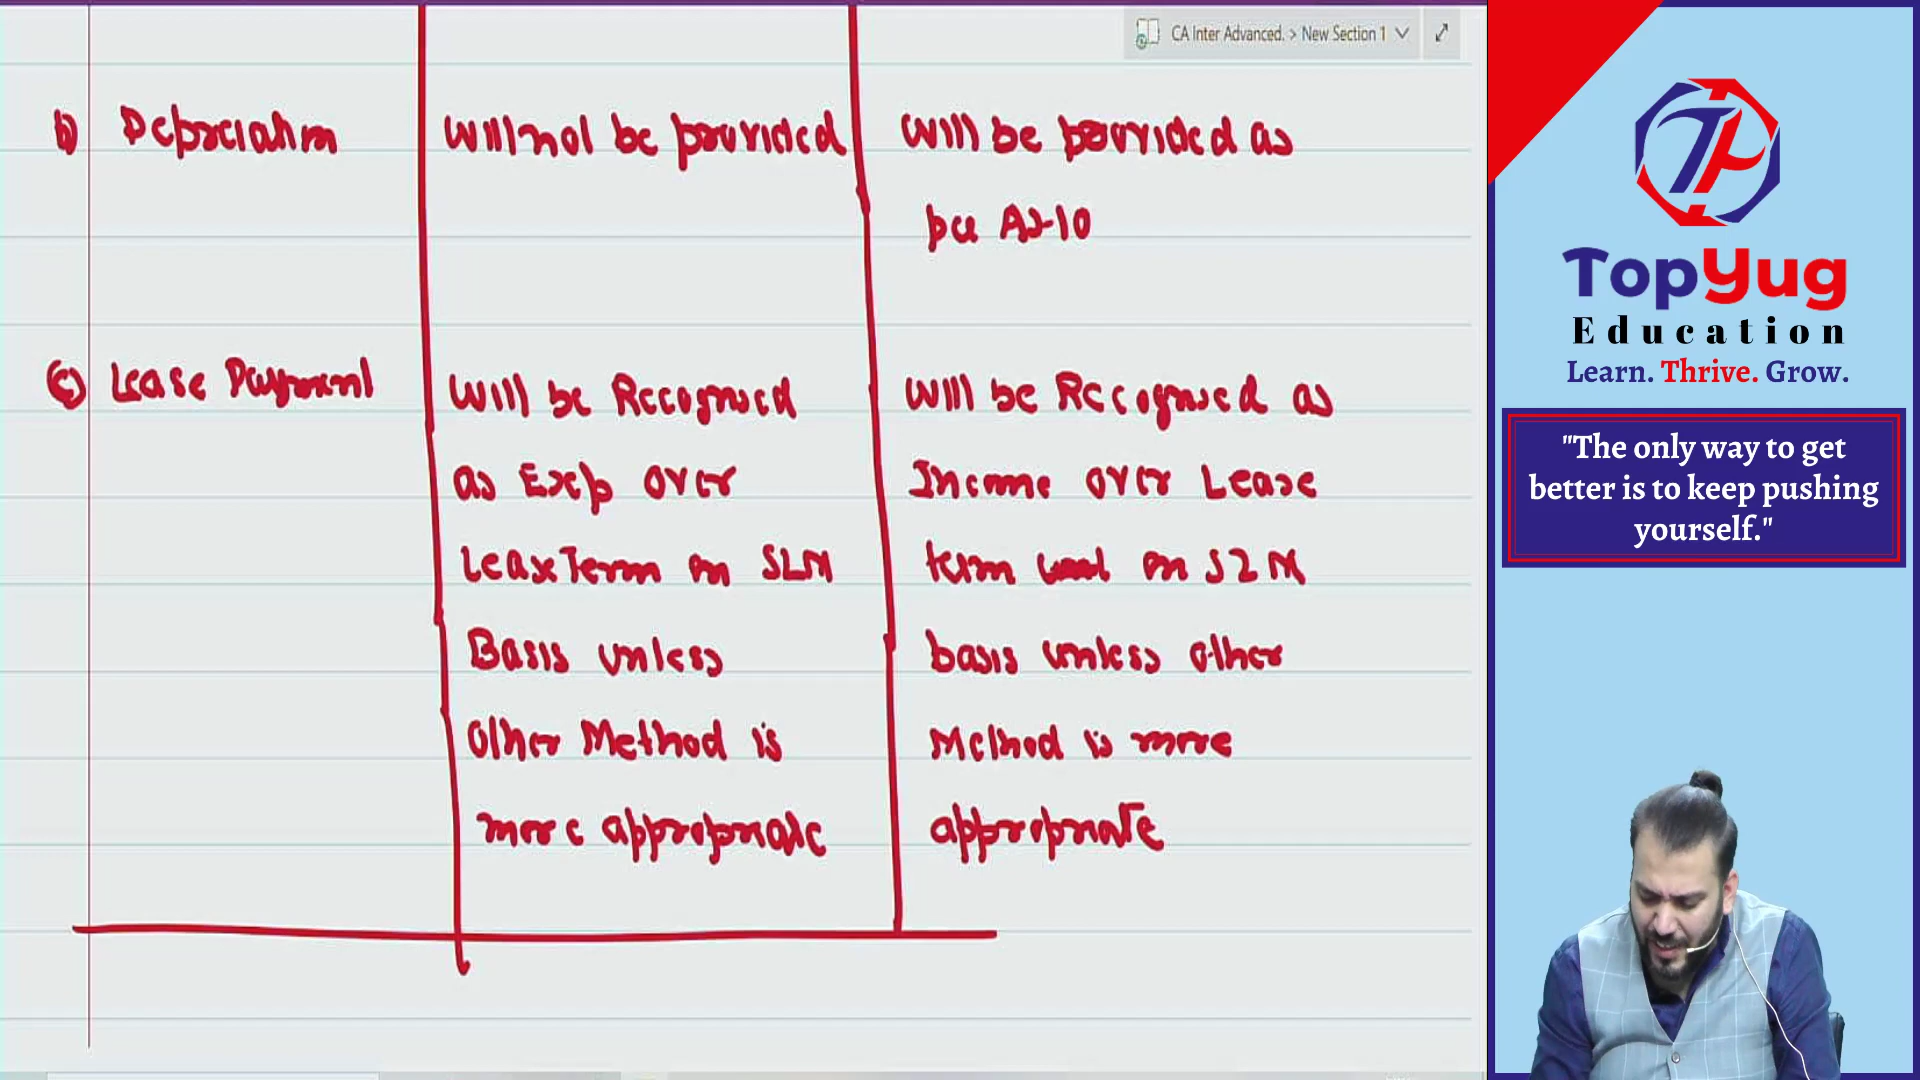 CA Inter Advanced. > New Section 1
b) Depreciation
Will not be provided
Will be provided as
per AS-10
c) Lease Payment
Will be Recognised
as Exp over
Lease Term on SLM
Basis unless
Other Method is
more appropriate
Will be Recognised as
Income over Lease
term on SLM
basis unless other
Method is more
appropriate
TopYug
Education
Learn. Thrive. Grow.
"The only way to get
better is to keep pushing
yourself."